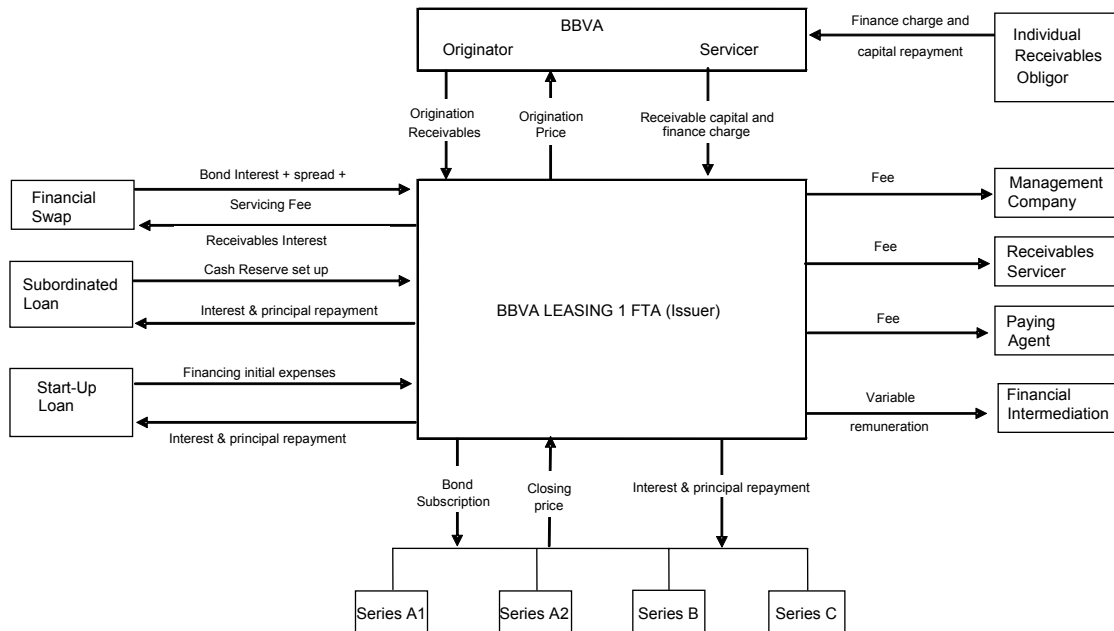 BBVA
Originator
Servicer
Finance charge and
capital repayment
Individual
Receivables
Obligor
Origination
Receivables
Origination
Price
Receivable capital and
finance charge
Financial
Swap
Bond Interest + spread +
Servicing Fee
Receivables Interest
Subordinated
Loan
Cash Reserve set up
Interest & principal repayment
Start-Up
Loan
Financing initial expenses
Interest & principal repayment
BBVA LEASING 1 FTA (Issuer)
Fee
Management
Company
Fee
Receivables
Servicer
Fee
Paying
Agent
Variable
remuneration
Financial
Intermediation
Bond
Subscription
Closing
price
Interest & principal repayment
Series A1
Series A2
Series B
Series C